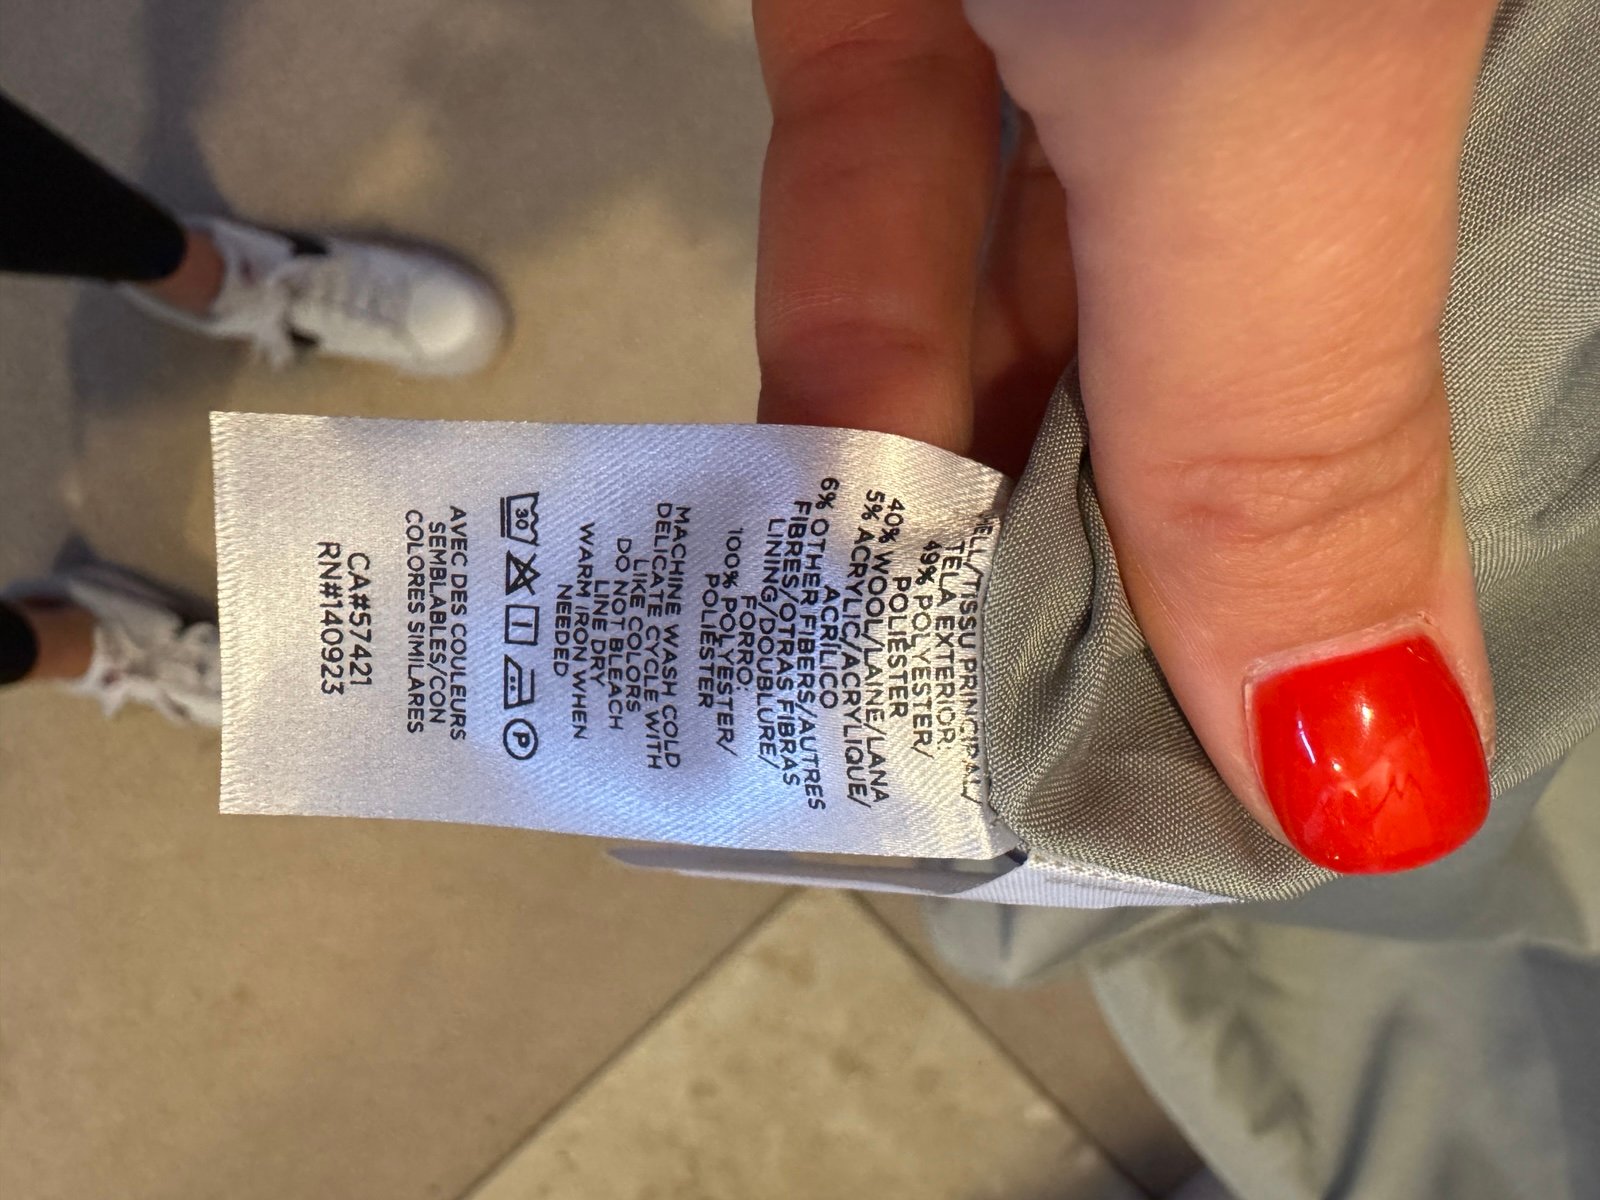 TISSU PRINCIPAL/
TELA EXTERIOR:
49% POLYESTER/
POLIÉSTER
40% WOOL/LAINE/LANA
5% ACRYLIC/ACRYLIQUE/
ACRÍLICO
6% OTHER FIBERS/AUTRES
FIBRES/OTRAS FIBRAS
LINING/DOUBLURE/
FORRO:
100% POLYESTER/
POLIÉSTER
MACHINE WASH COLD
DELICATE CYCLE WITH
LIKE COLORS
DO NOT BLEACH
LINE DRY
WARM IRON WHEN
NEEDED
30 P
AVEC DES COULEURS
SEMBLABLES/CON
COLORES SIMILARES
CA#57421
RN#140923